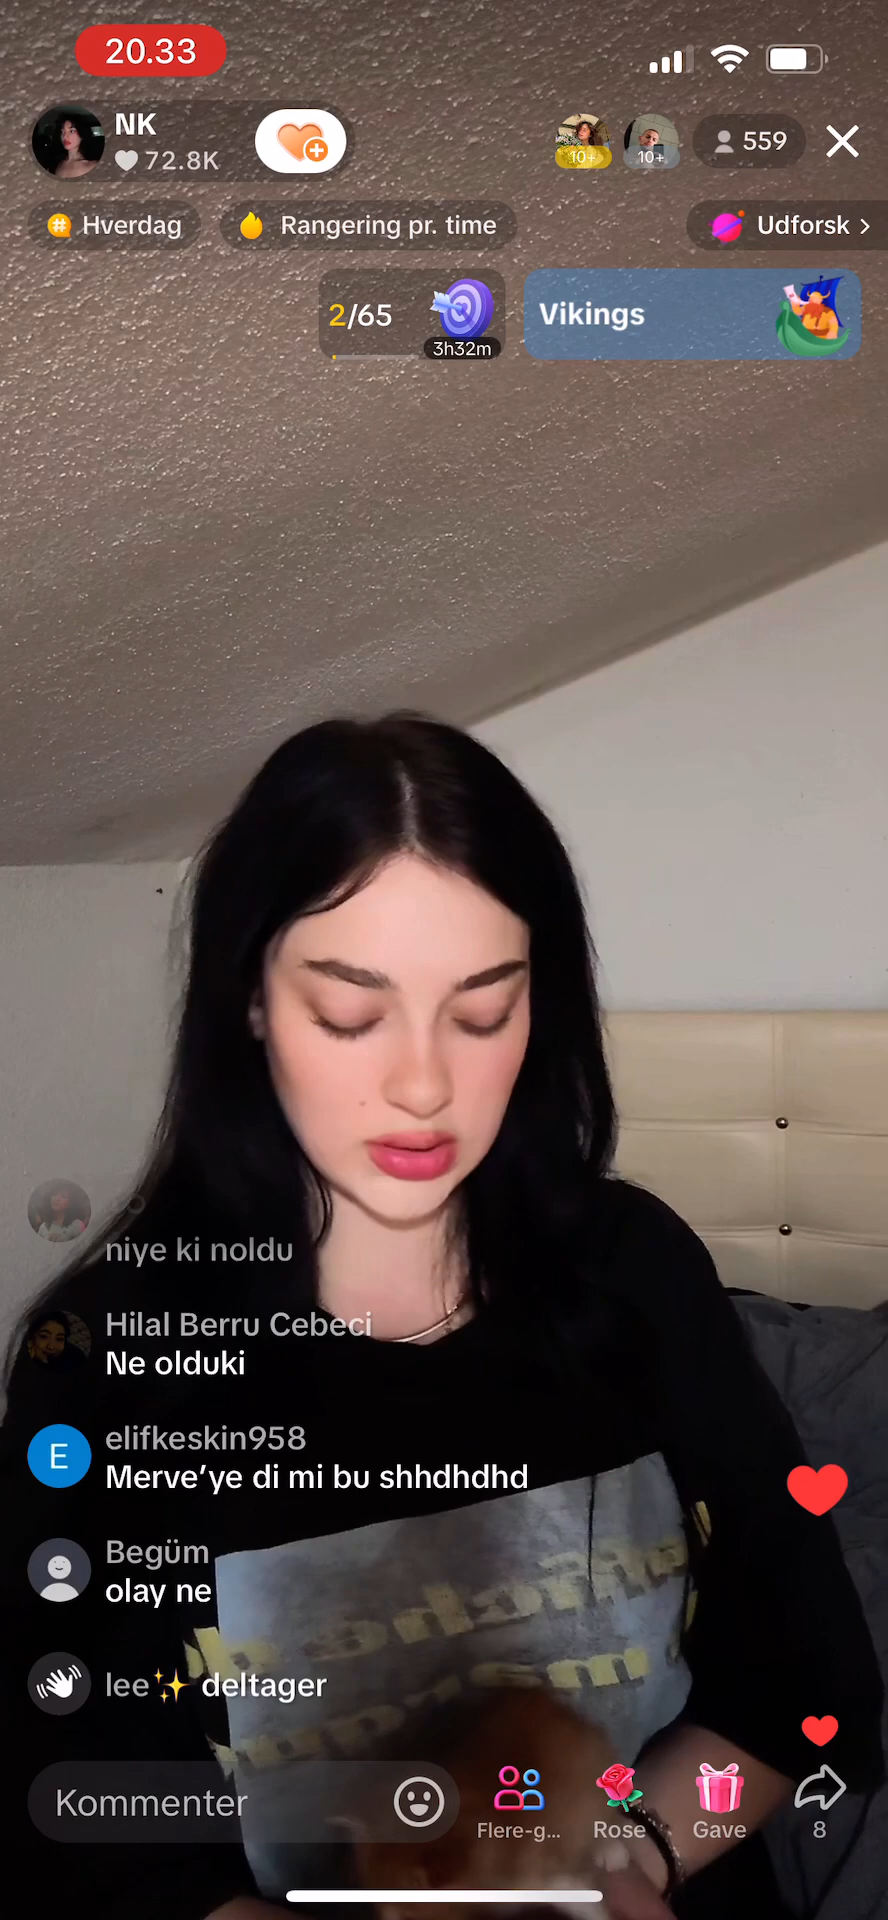 20.33
NK
72.8K
10+
10+
559
Hverdag
Rangering pr. time
Udforsk
2/65
3h32m
Vikings
niye ki noldu
Hilal Berru Cebeci
Ne olduki
E
elifkeskin958
Merve’ye di mi bu shhdhdhd
Begüm
olay ne
lee✨ deltager
Kommenter
Flere-g...
Rose
Gave
8